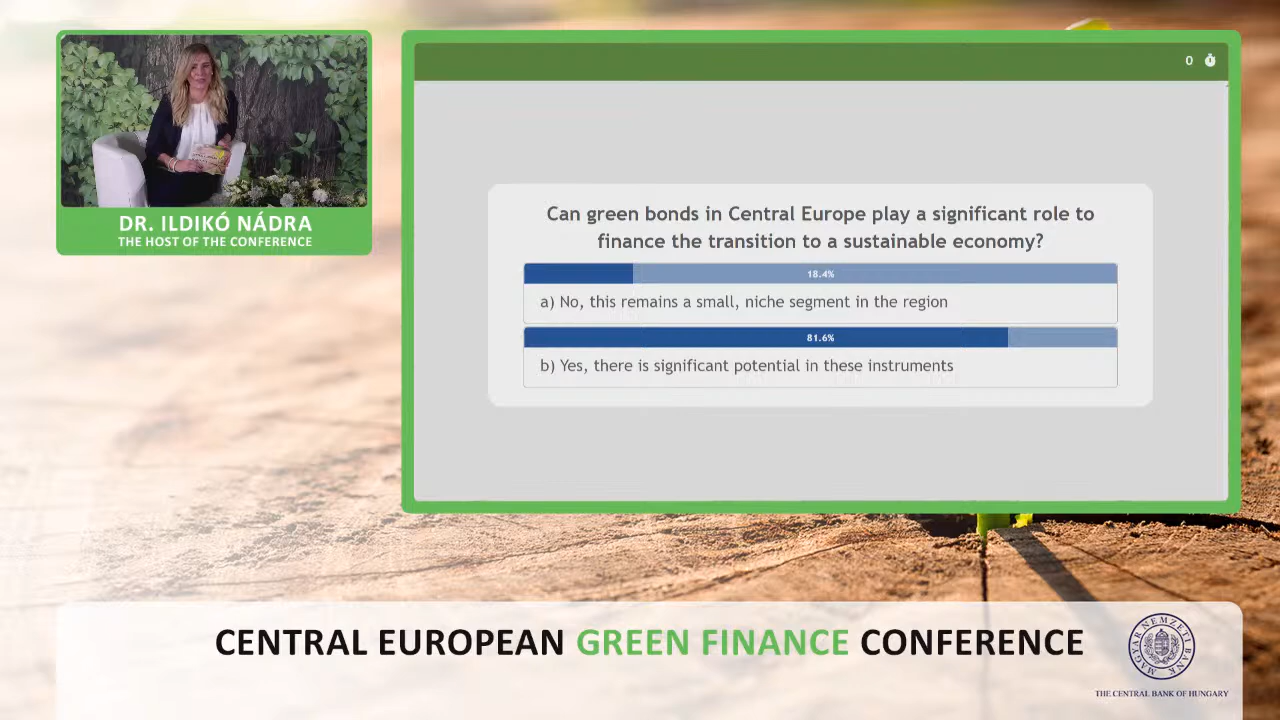 DR. ILDIKÓ NÁDRA
THE HOST OF THE CONFERENCE
0
Can green bonds in Central Europe play a significant role to
finance the transition to a sustainable economy?
18.4%
a) No, this remains a small, niche segment in the region
81.6%
b) Yes, there is significant potential in these instruments
CENTRAL EUROPEAN GREEN FINANCE CONFERENCE
MAGYAR NEMZETI BANK
THE CENTRAL BANK OF HUNGARY